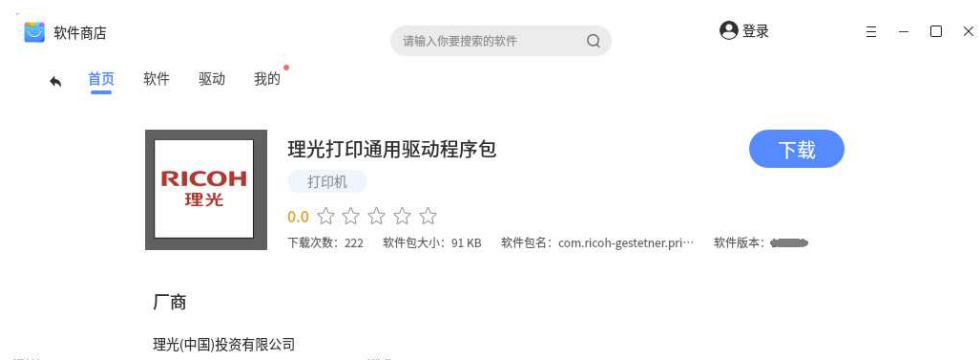 软件商店
请输入你要搜索的软件
登录
首页 软件 驱动 我的
RICOH
理光
理光打印通用驱动程序包
下载
打印机
0.0
下载次数：222 软件包大小：91 KB 软件包名：com.ricoh-gestetner.pri··· 软件版本：
厂商
理光(中国)投资有限公司